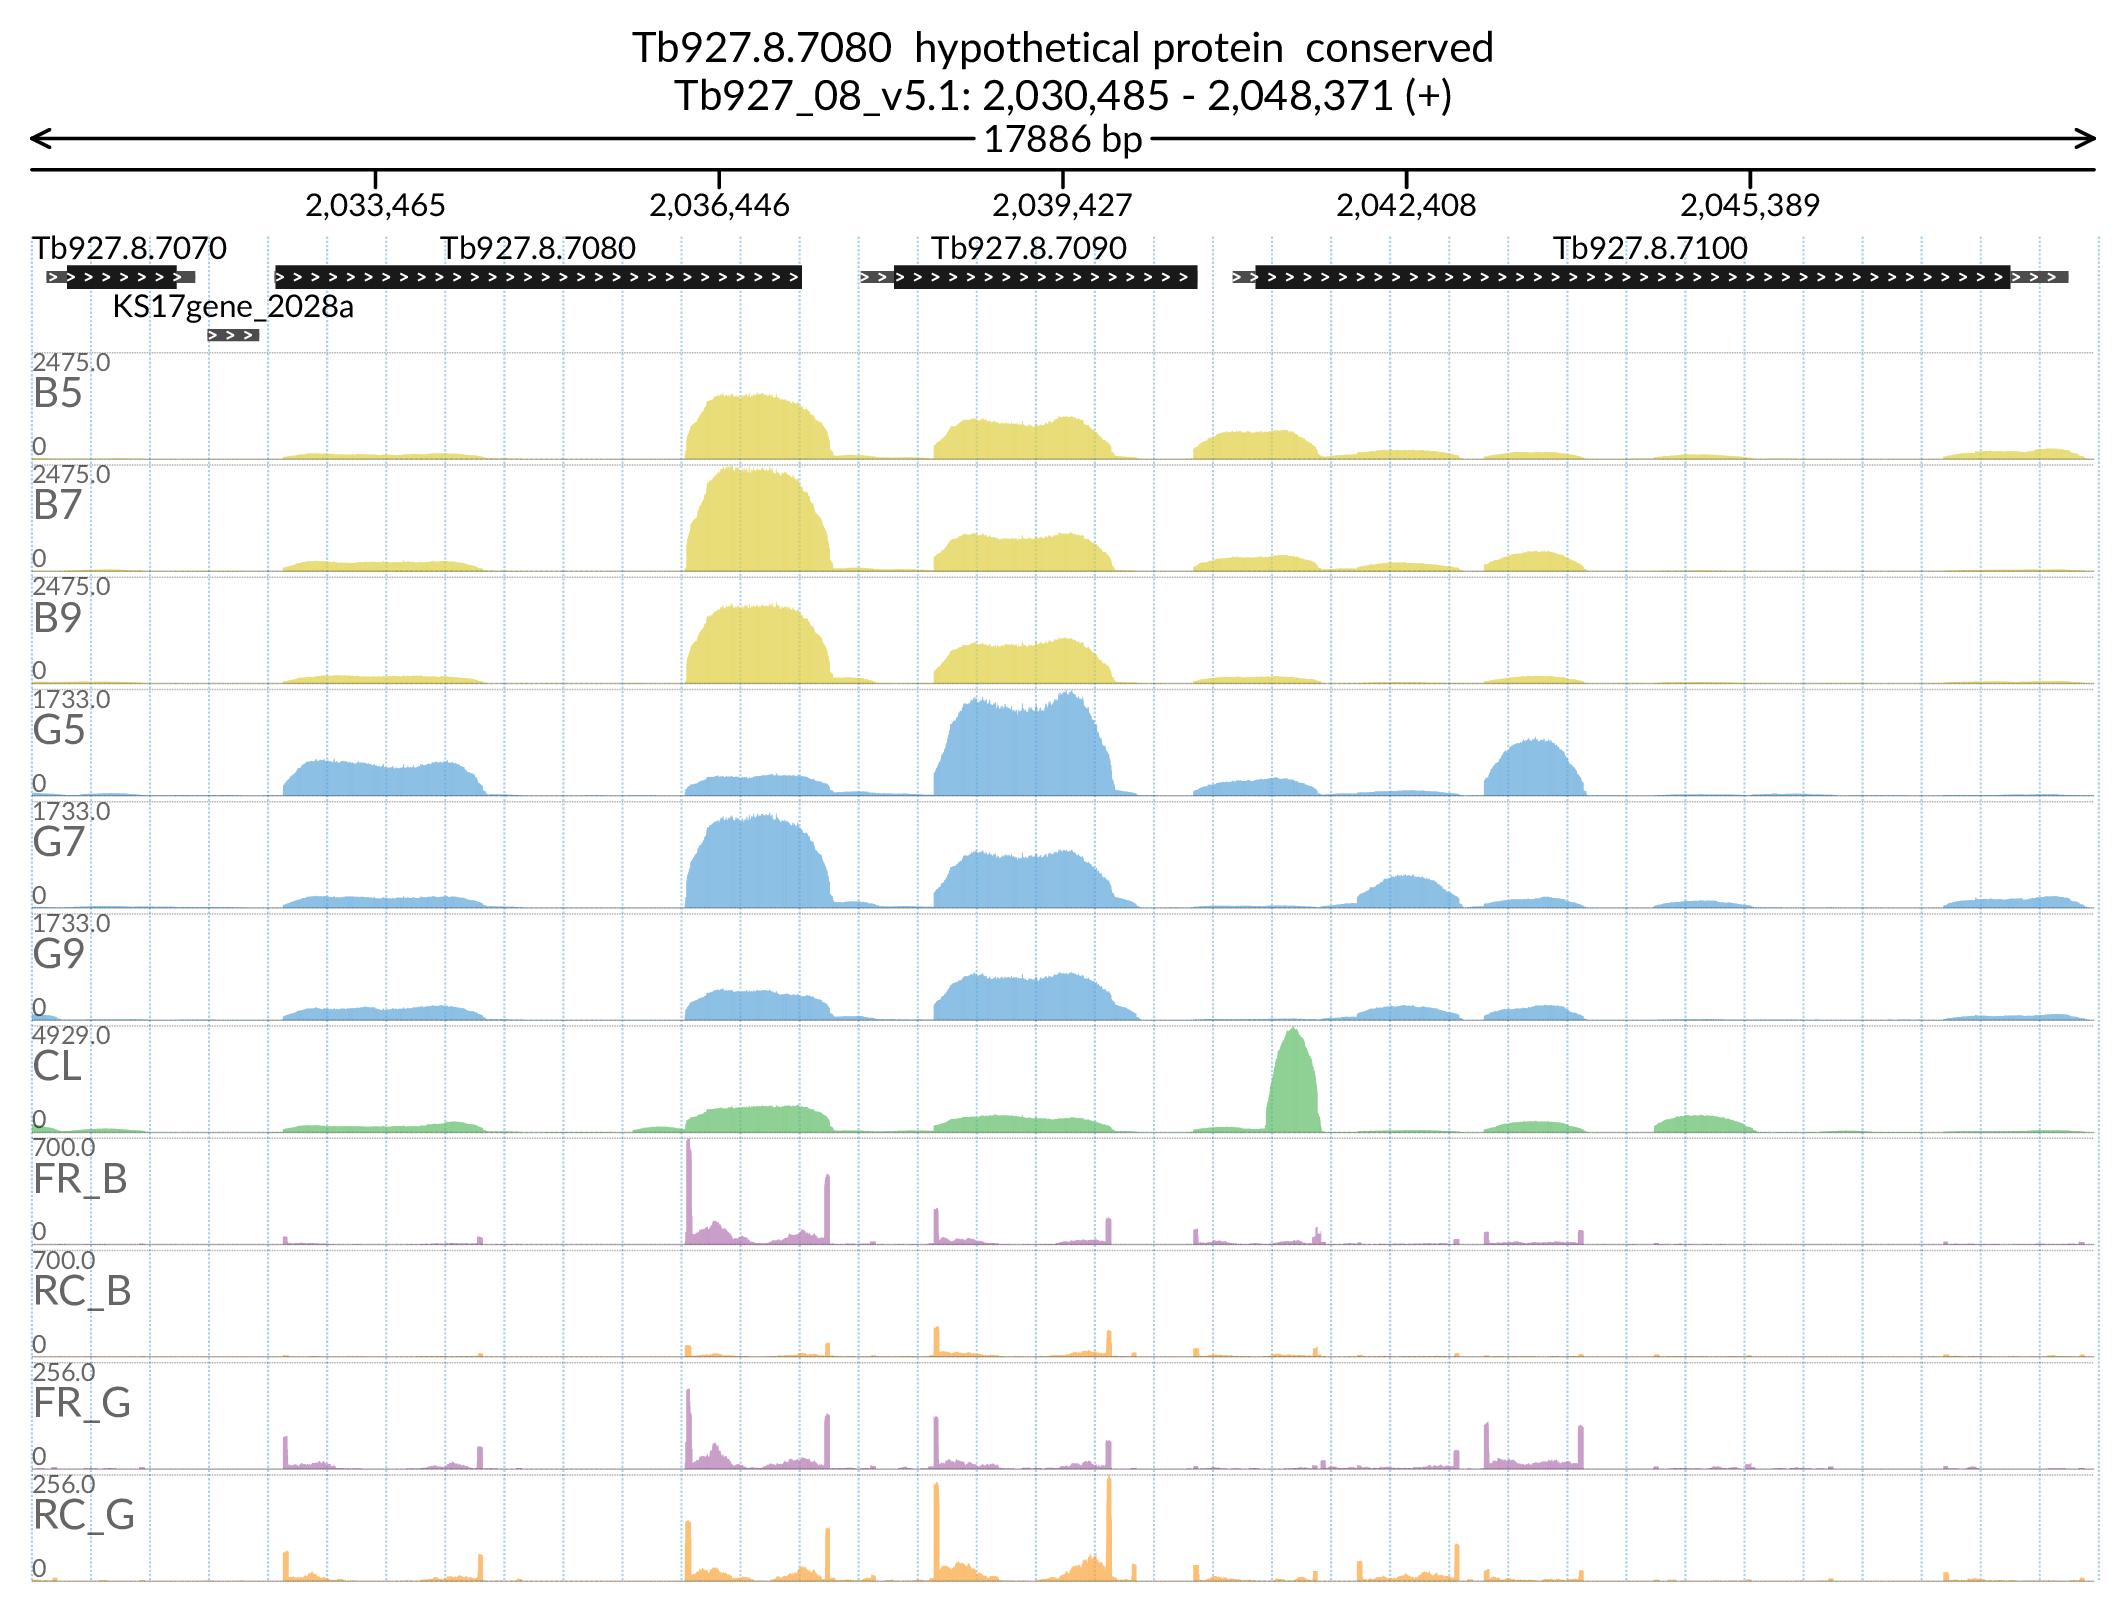 Tb927.8.7080  hypothetical protein  conserved
Tb927_08_v5.1: 2,030,485 - 2,048,371 (+)
17886 bp
2,033,465 2,036,446 2,039,427 2,042,408 2,045,389
Tb927.8.7070 Tb927.8.7080 Tb927.8.7090 Tb927.8.7100
KS17gene_2028a
2475.0
B5
0
2475.0
B7
0
2475.0
B9
0
1733.0
G5
0
1733.0
G7
0
1733.0
G9
0
4929.0
CL
0
700.0
FR_B
0
700.0
RC_B
0
256.0
FR_G
0
256.0
RC_G
0